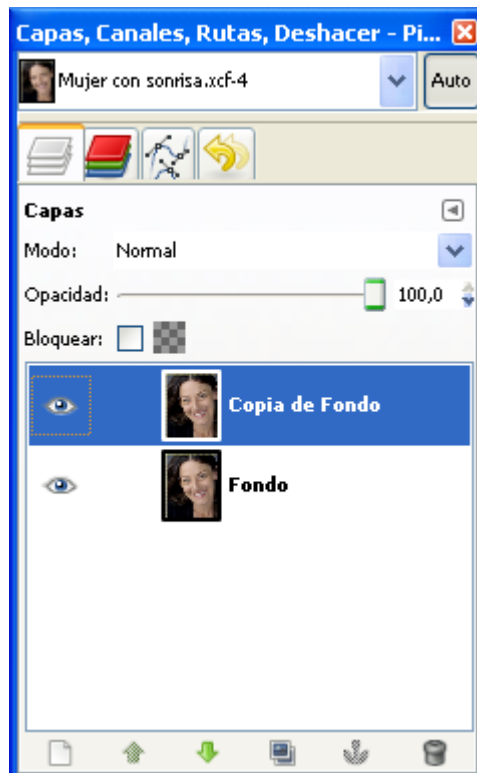 Capas, Canales, Rutas, Deshacer - Pi...
Mujer con sonrisa.xcf-4
Auto
Capas
Modo: Normal
Opacidad: 100,0
Bloquear:
Copia de Fondo
Fondo